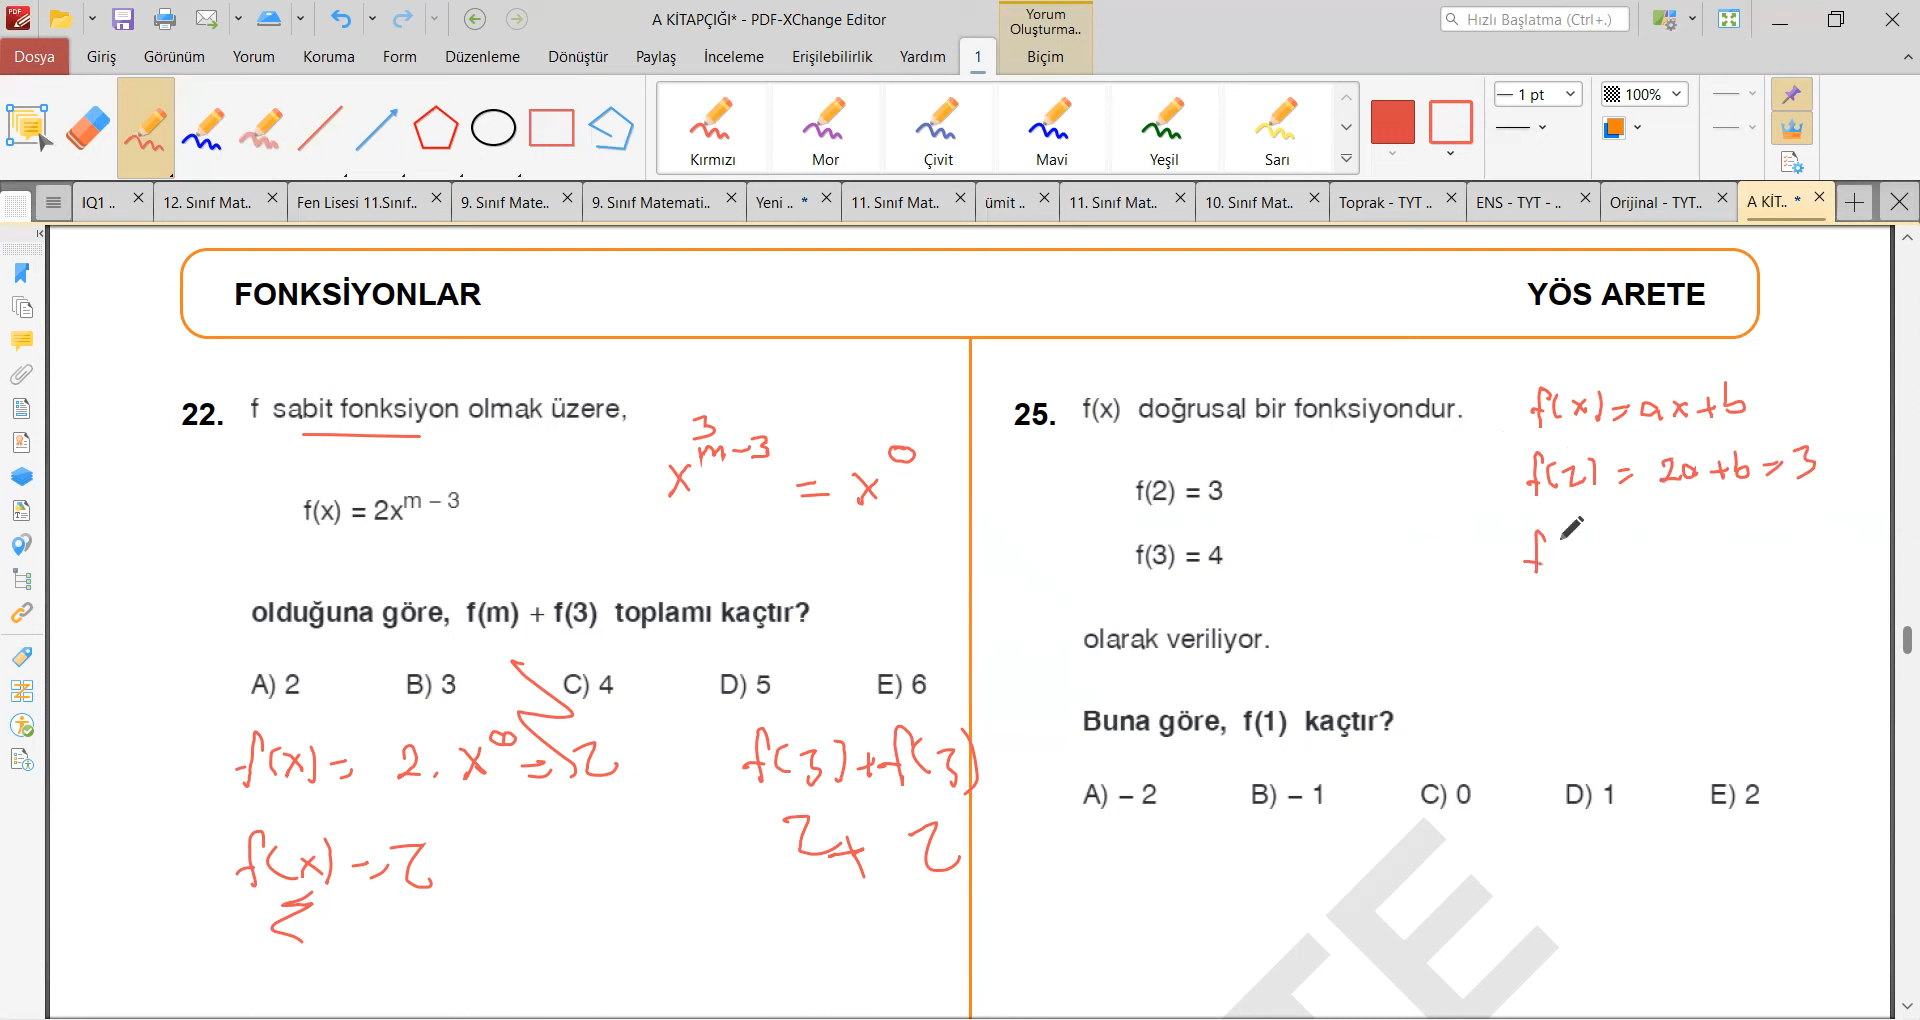 A KİTAPÇIĞI* - PDF-XChange Editor
Yorum Oluşturma..
Hızlı Başlatma (Ctrl+.)
Dosya Giriş Görünüm Yorum Koruma Form Düzenleme Dönüştür Paylaş İnceleme Erişilebilirlik Yardım 1 Biçim
Kırmızı Mor Çivit Mavi Yeşil Sarı
1 pt 100%
IQ1 .. 12. Sınıf Mat.. Fen Lisesi 11.Sınıf.. 9. Sınıf Mate.. 9. Sınıf Matemati.. Yeni .. * 11. Sınıf Mat.. ümit .. 11. Sınıf Mat.. 10. Sınıf Mat.. Toprak - TYT .. ENS - TYT - .. Orijinal - TYT.. A KİT.. *
FONKSİYONLAR YÖS ARETE
22. f sabit fonksiyon olmak üzere,
f(x) = 2x^(m – 3)
olduğuna göre, f(m) + f(3) toplamı kaçtır?
A) 2 B) 3 C) 4 D) 5 E) 6
3
x^(m-3) = x^0
f(x) = 2. x^0 = 2
f(x) = 2
f(3)+f(3)
2+ 2
25. f(x) doğrusal bir fonksiyondur.
f(2) = 3
f(3) = 4
olarak veriliyor.
Buna göre, f(1) kaçtır?
A) – 2 B) – 1 C) 0 D) 1 E) 2
f(x) = ax+b
f(2) = 2a+b=3
f
TE